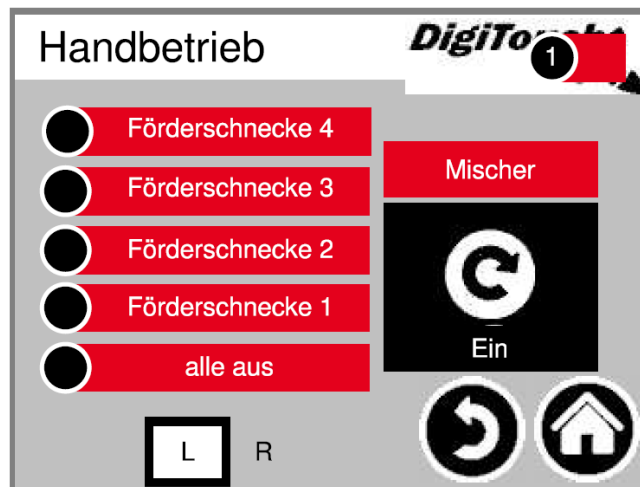 Handbetrieb
1
Förderschnecke 4
Förderschnecke 3
Mischer
Förderschnecke 2
Förderschnecke 1
Ein
alle aus
L R